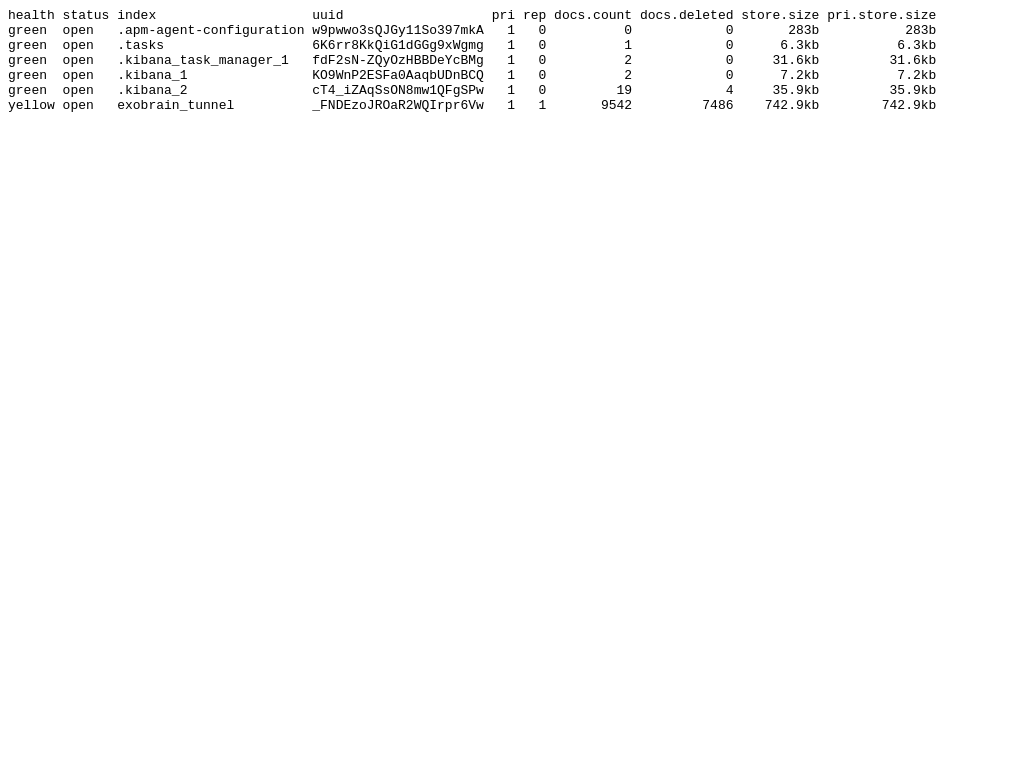 health status index                    uuid                   pri rep docs.count docs.deleted store.size pri.store.size
green  open   .apm-agent-configuration w9pwwo3sQJGy11So397mkA   1   0          0            0       283b           283b
green  open   .tasks                   6K6rr8KkQiG1dGGg9xWgmg   1   0          1            0      6.3kb          6.3kb
green  open   .kibana_task_manager_1   fdF2sN-ZQyOzHBBDeYcBMg   1   0          2            0     31.6kb         31.6kb
green  open   .kibana_1                KO9WnP2ESFa0AaqbUDnBCQ   1   0          2            0      7.2kb          7.2kb
green  open   .kibana_2                cT4_iZAqSsON8mw1QFgSPw   1   0         19            4     35.9kb         35.9kb
yellow open   exobrain_tunnel          _FNDEzoJROaR2WQIrpr6Vw   1   1       9542         7486    742.9kb        742.9kb